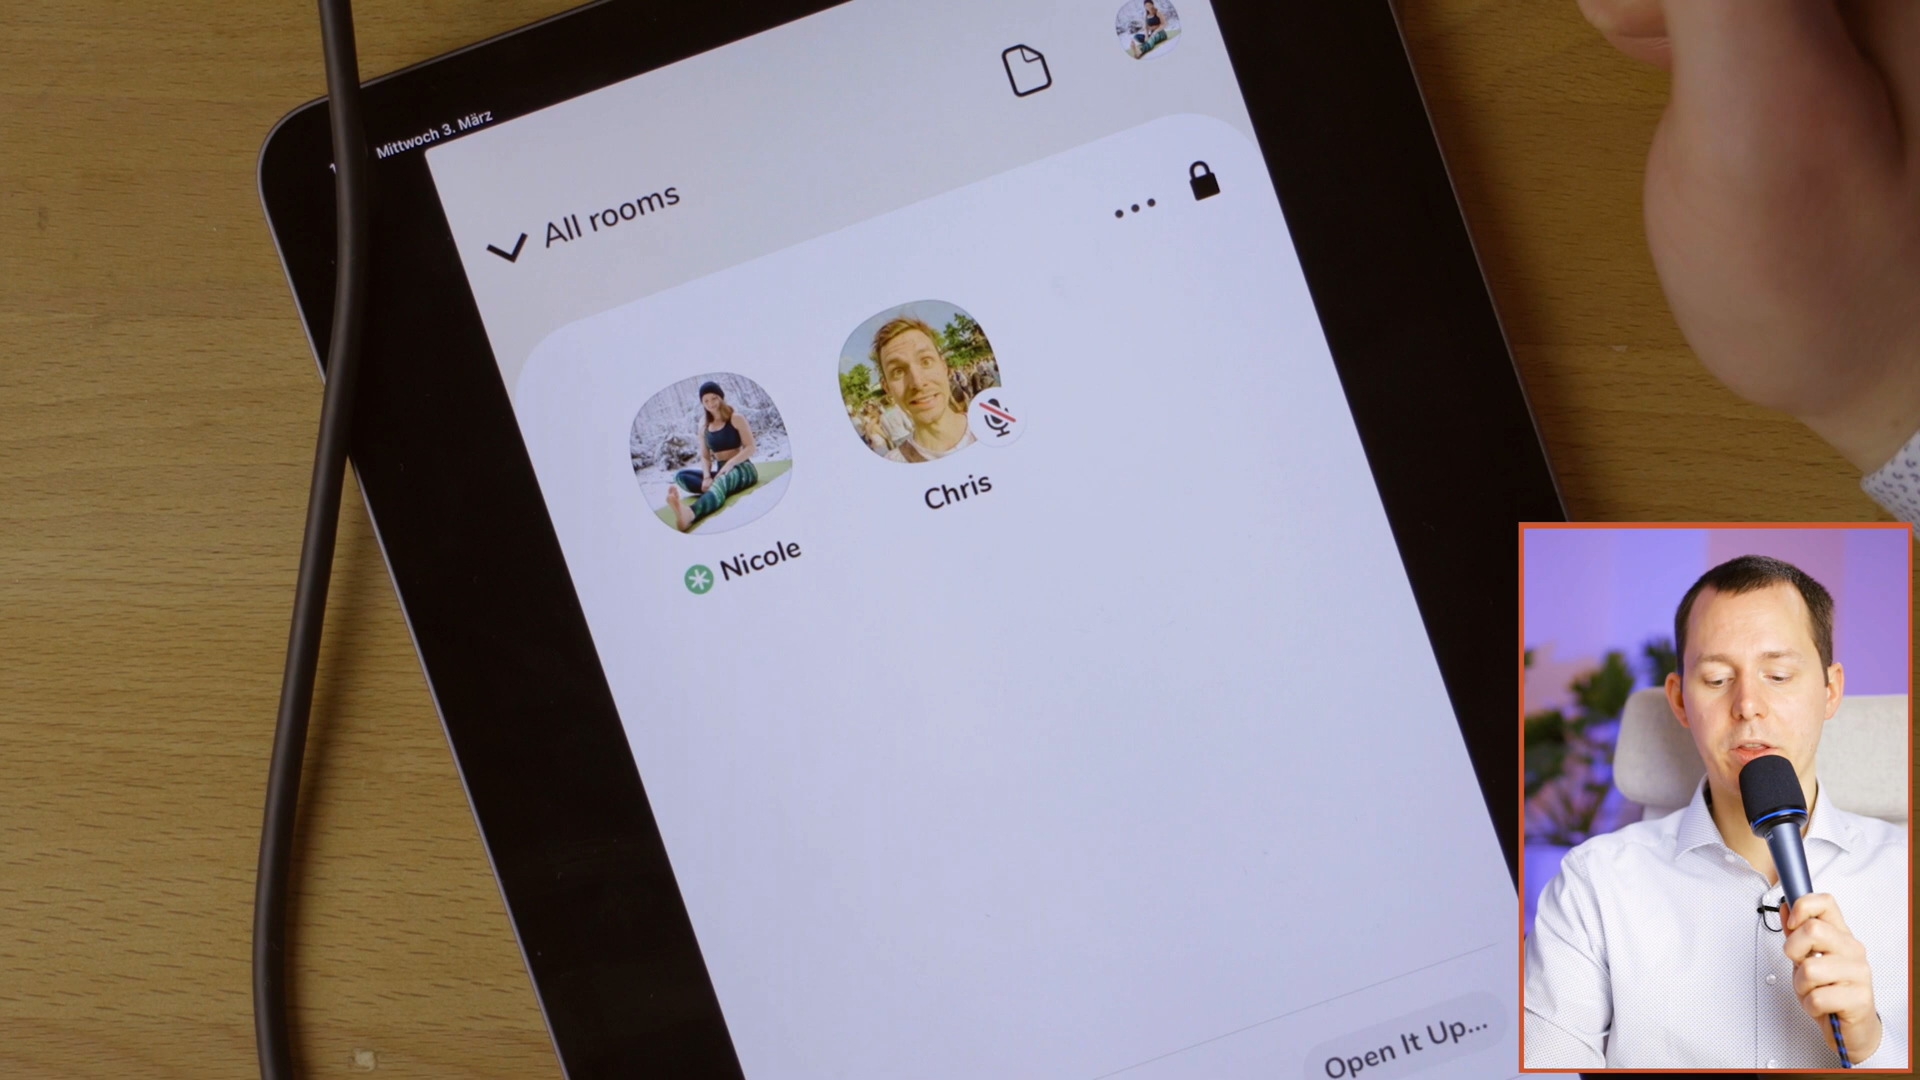 Mittwoch 3. März
All rooms
Chris
Nicole
Open It Up...